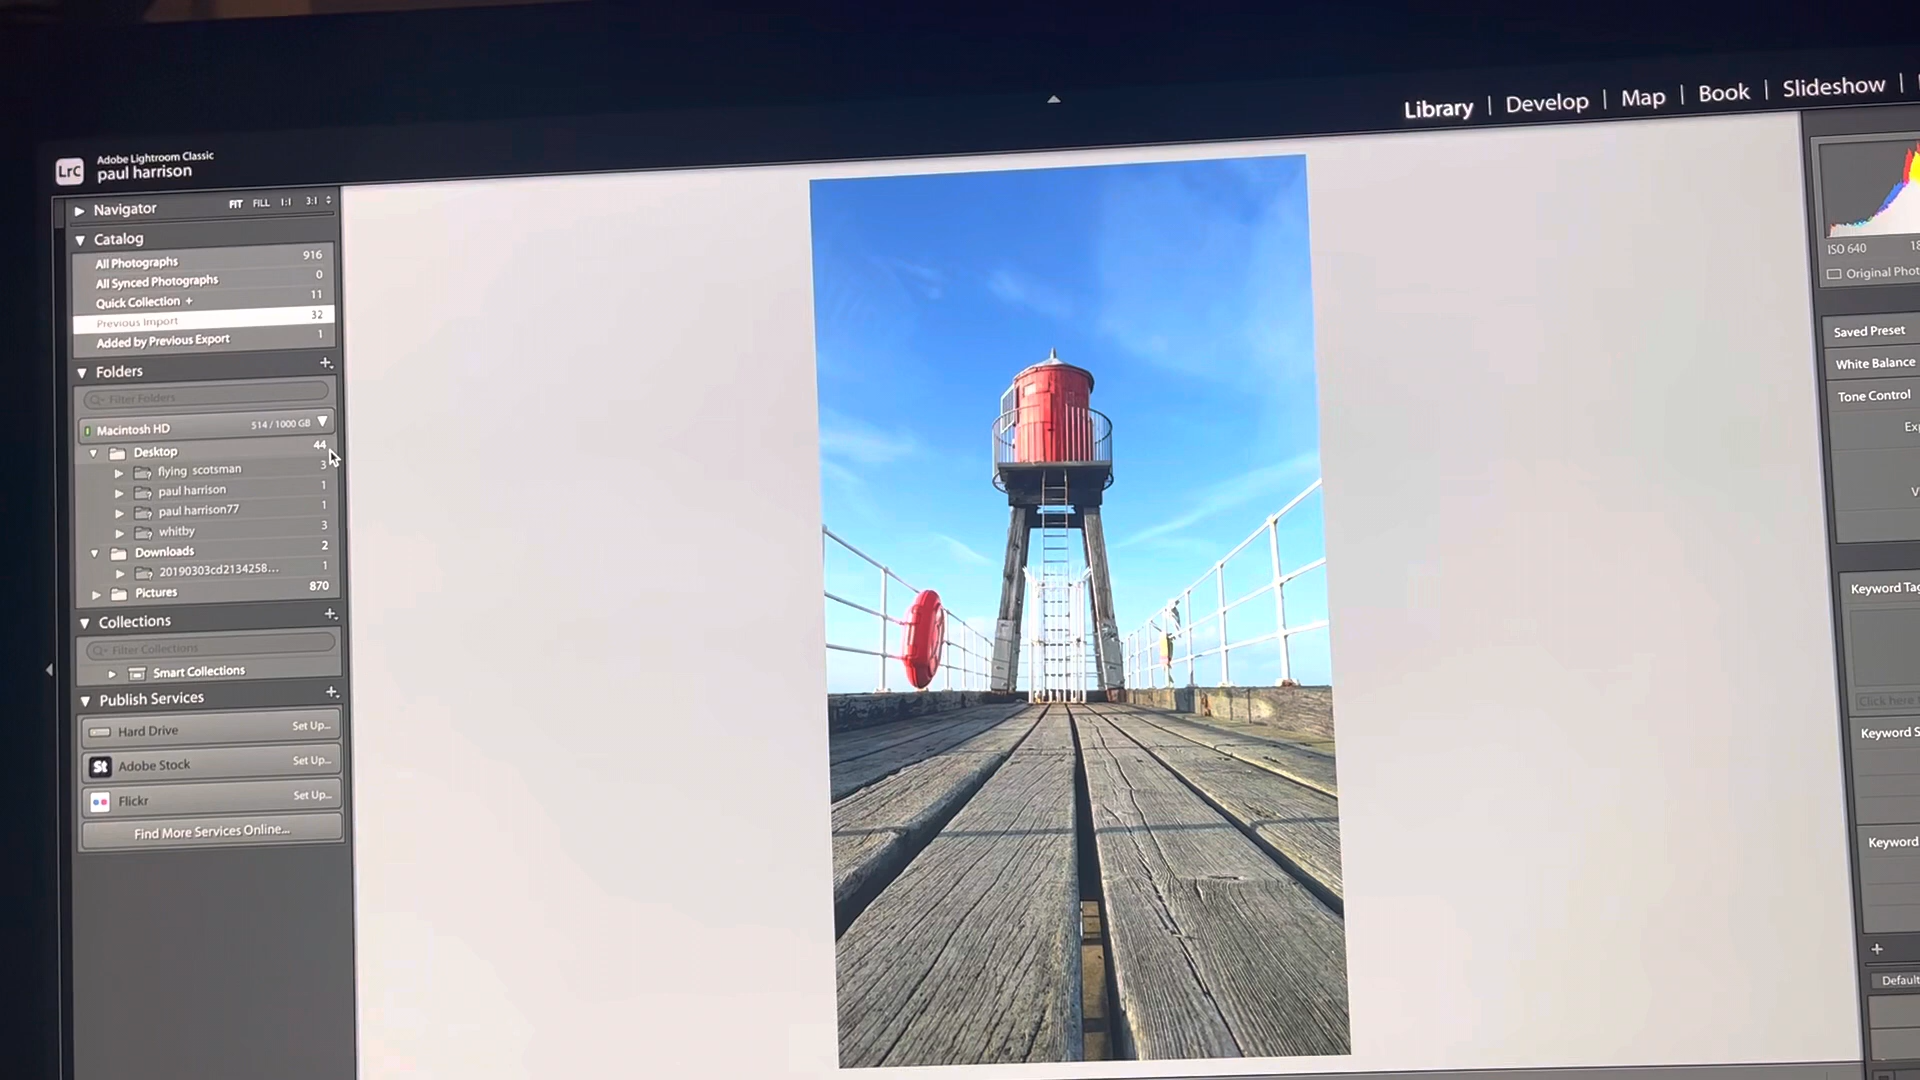 Library | Develop | Map | Book | Slideshow |
LrC
Adobe Lightroom Classic
paul harrison
Navigator FIT FILL 1:1 3:1
Catalog
All Photographs 916
All Synced Photographs 0
Quick Collection + 11
Previous Import 32
Added by Previous Export 1
Folders +
Filter Folders
Macintosh HD 514 / 1000 GB
Desktop 44
flying scotsman 3
paul harrison 1
paul harrison77 1
whitby 3
Downloads 2
20190303cd2134258... 1
Pictures 870
Collections +
Filter Collections
Smart Collections
Publish Services +
Hard Drive Set Up...
St Adobe Stock Set Up...
Flickr Set Up...
Find More Services Online...
ISO 640 18
Original Phot
Saved Preset
White Balance
Tone Control
Exp
V
Keyword Tag
Click here
Keyword S
Keyword
+
Default